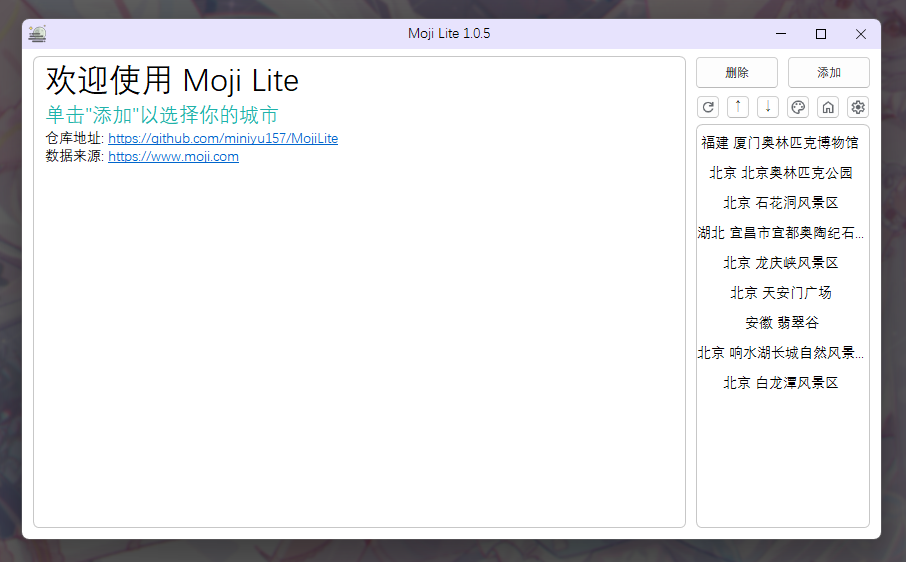 Moji Lite 1.0.5
欢迎使用 Moji Lite
单击"添加"以选择你的城市
仓库地址: https://github.com/miniyu157/MojiLite
数据来源: https://www.moji.com
删除 添加
福建 厦门奥林匹克博物馆
北京 北京奥林匹克公园
北京 石花洞风景区
湖北 宜昌市宜都奥陶纪石...
北京 龙庆峡风景区
北京 天安门广场
安徽 翡翠谷
北京 响水湖长城自然风景...
北京 白龙潭风景区